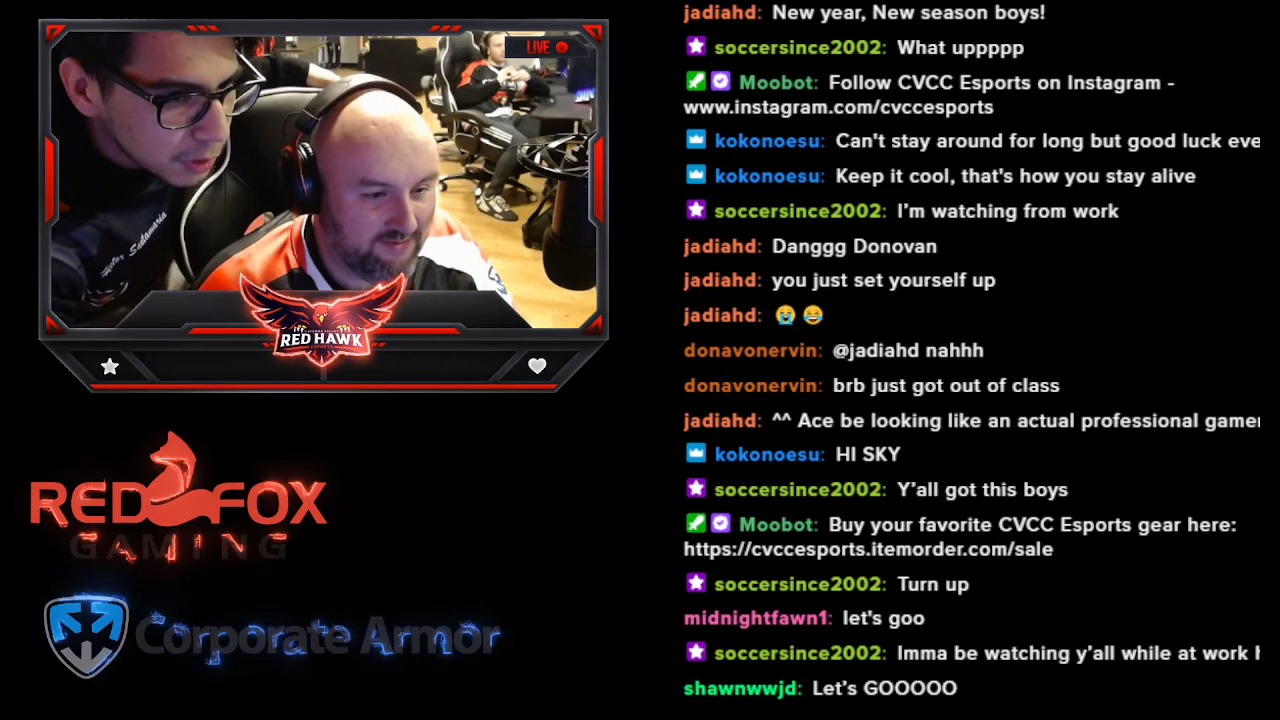 LIVE
RED HAWK
RED FOX
GAMING
Corporate Armor
jadiahd: New year, New season boys!
soccersince2002: What uppppp
Moobot: Follow CVCC Esports on Instagram -
www.instagram.com/cvccesports
kokonoesu: Can't stay around for long but good luck eve
kokonoesu: Keep it cool, that's how you stay alive
soccersince2002: I'm watching from work
jadiahd: Danggg Donovan
jadiahd: you just set yourself up
jadiahd: 😭 😂
donavonervin: @jadiahd nahhh
donavonervin: brb just got out of class
jadiahd: ^^ Ace be looking like an actual professional gamer
kokonoesu: HI SKY
soccersince2002: Y'all got this boys
Moobot: Buy your favorite CVCC Esports gear here:
https://cvccesports.itemorder.com/sale
soccersince2002: Turn up
midnightfawn1: let's goo
soccersince2002: Imma be watching y'all while at work
shawnwwjd: Let's GOOOOO